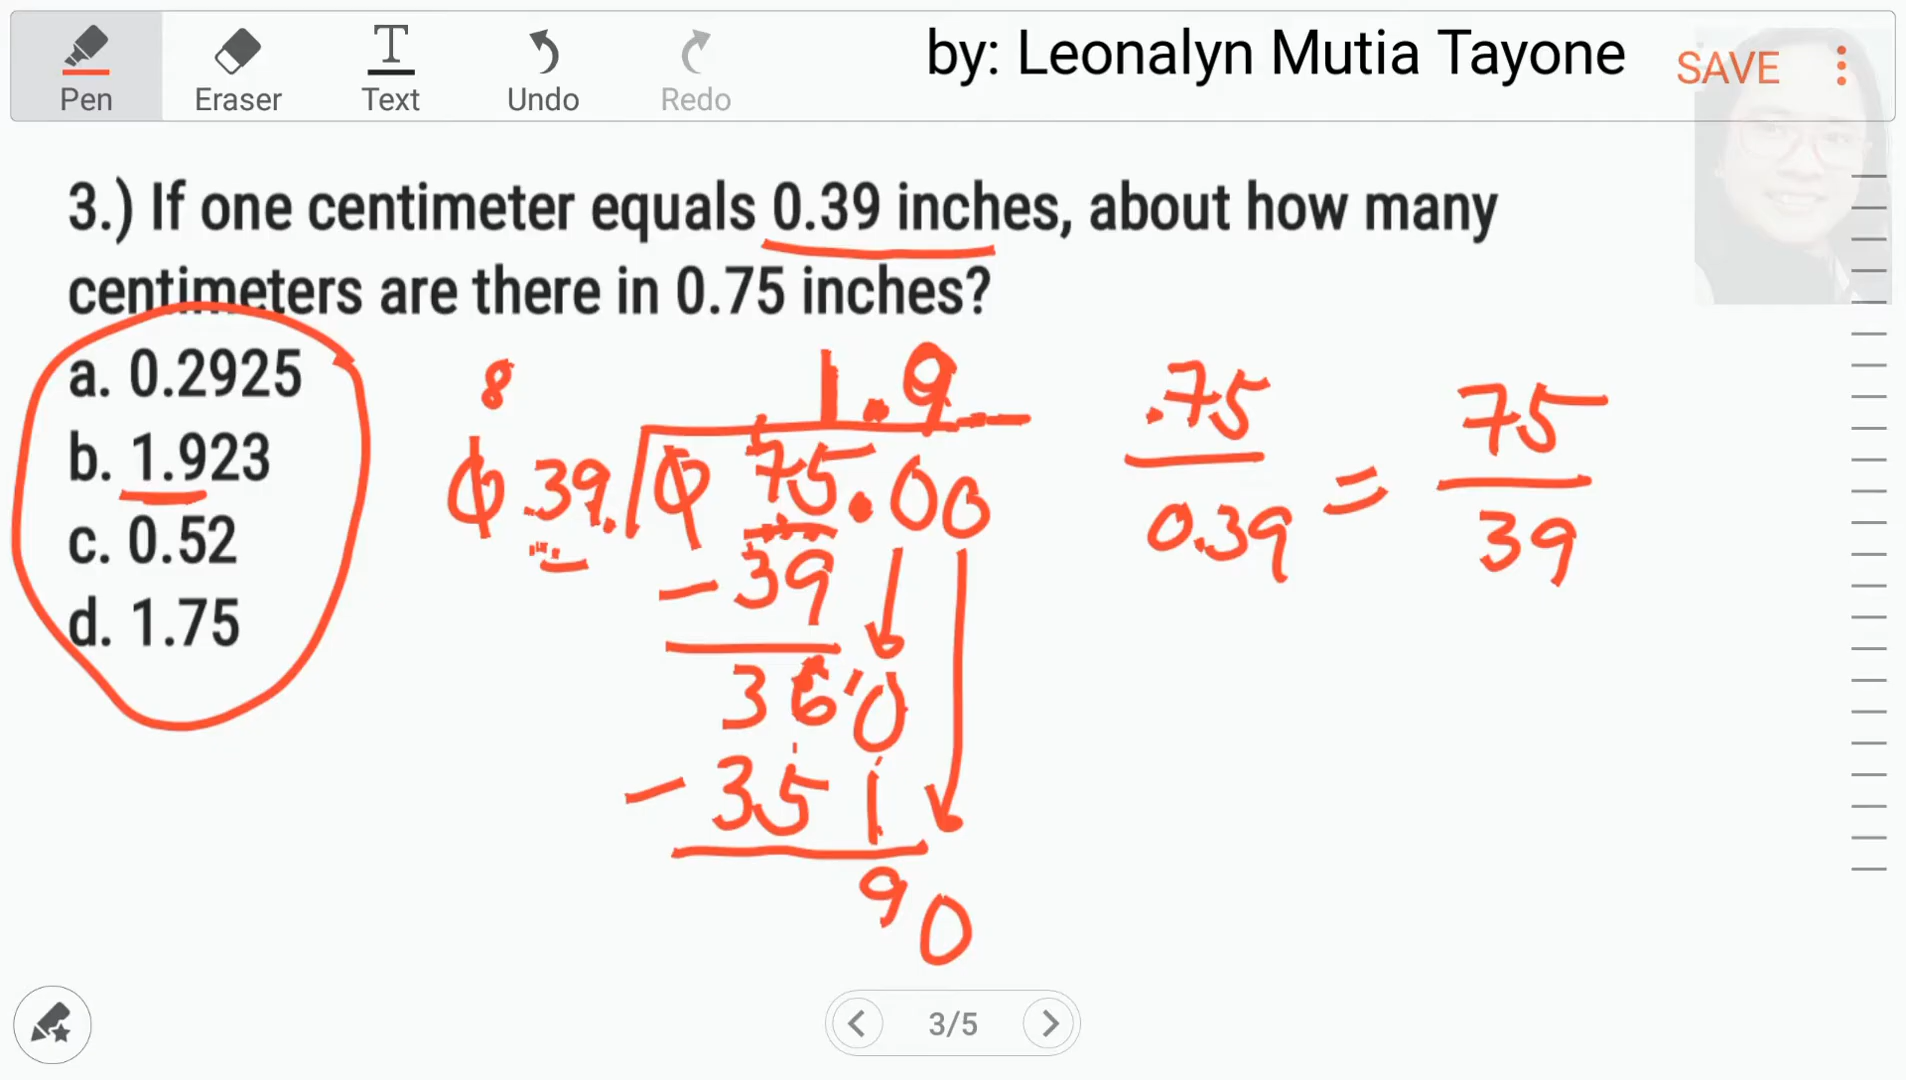 by: Leonalyn Mutia Tayone
SAVE
Pen
Eraser
Text
Undo
Redo
3.) If one centimeter equals 0.39 inches, about how many
centimeters are there in 0.75 inches?
a. 0.2925
b. 1.923
c. 0.52
d. 1.75
8
1.9
0.39. 0 75.00
- 39
360
- 351
90
.75
0.39
=
75
39
3/5